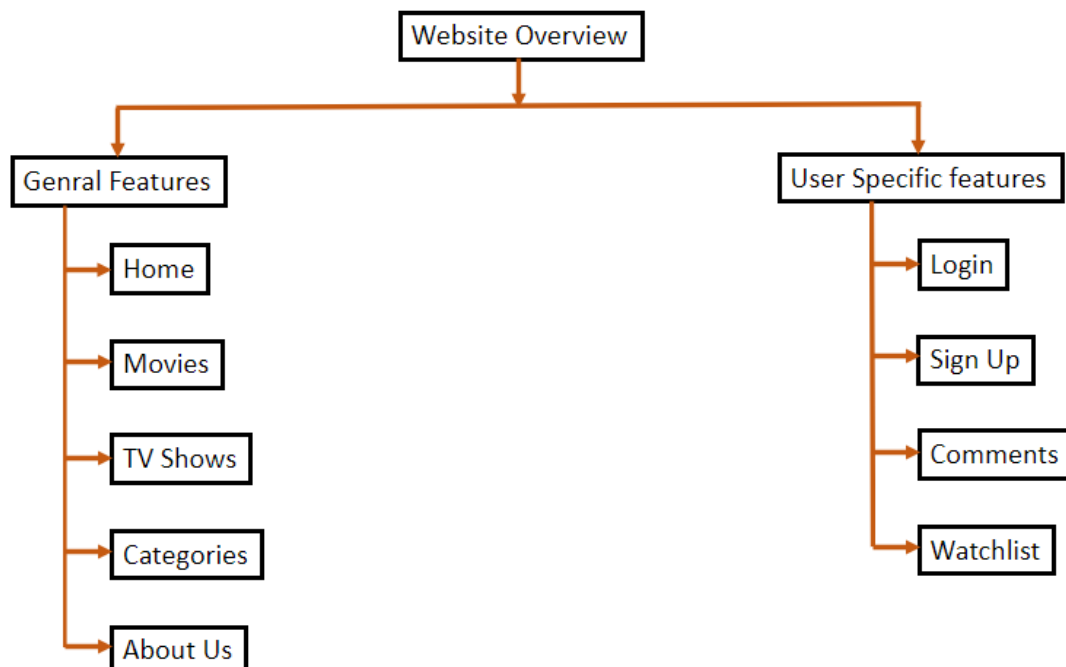 Website Overview
Genral Features
Home
Movies
TV Shows
Categories
About Us
User Specific features
Login
Sign Up
Comments
Watchlist